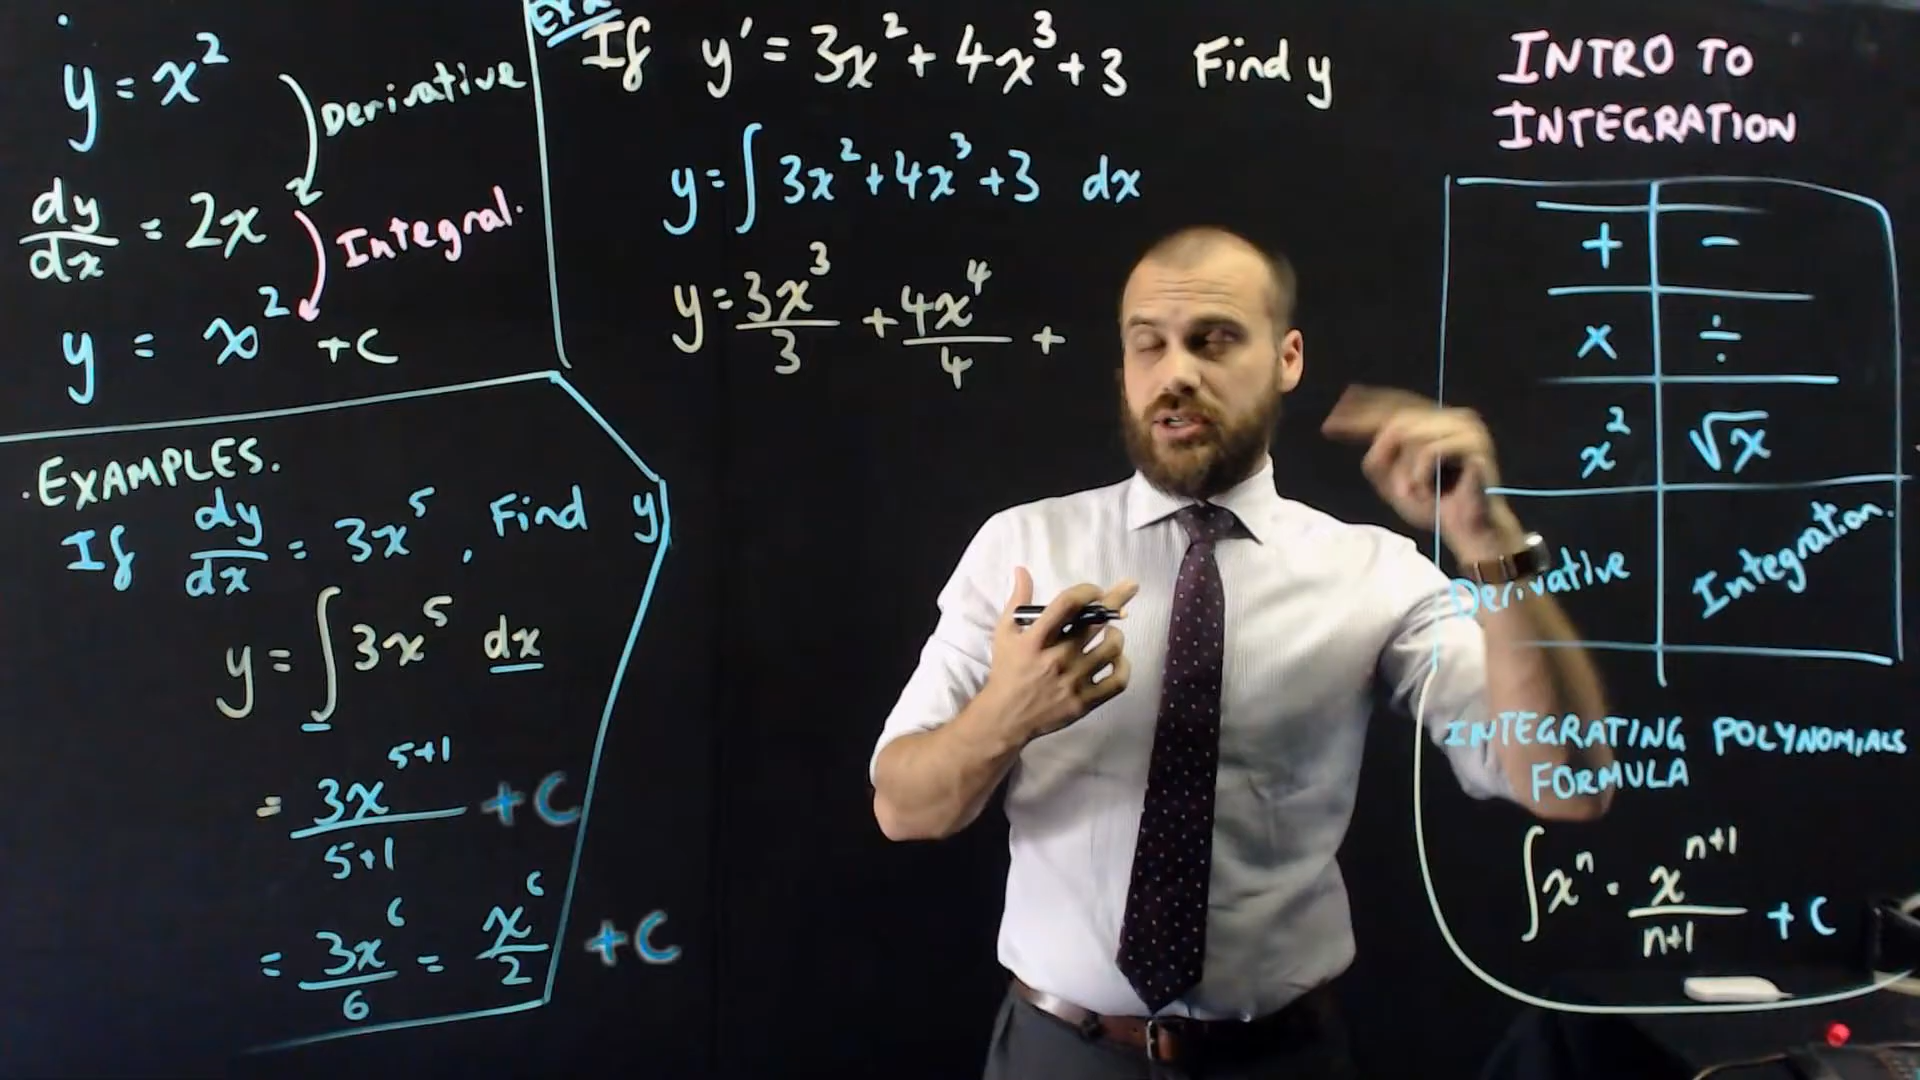 y = x²
Derivative
dy/dx = 2x
Integral.
y = x² + C
EXAMPLES.
If dy/dx = 3x⁵, Find y
y = ∫ 3x⁵ dx
= 3x⁵⁺¹/5+1 + C
= 3x⁶/6 = x⁶/2 + C
If y' = 3x² + 4x³ + 3 Find y
y = ∫ 3x² + 4x³ + 3 dx
y = 3x³/3 + 4x⁴/4 +
INTRO TO
INTEGRATION
+ −
× ÷
x² √x
Derivative Integration.
INTEGRATING POLYNOMIALS
FORMULA
∫xⁿ = xⁿ⁺¹/n+1 + C